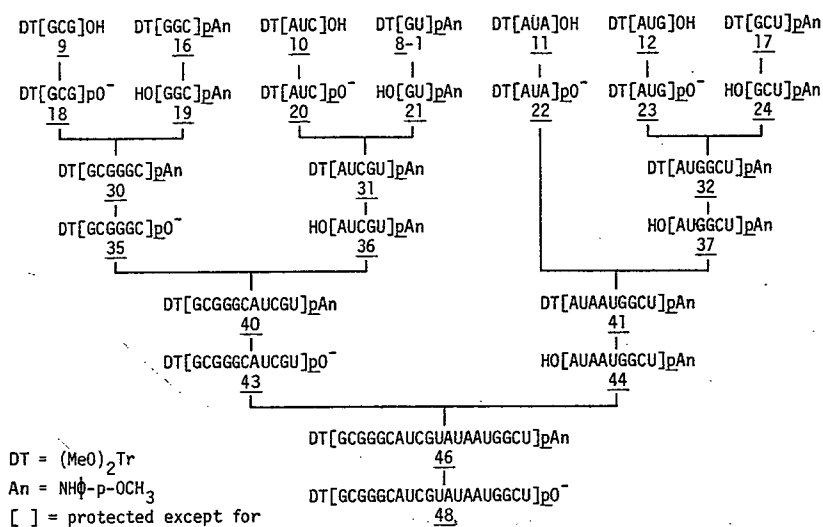 DT[GCG]OH DT[GGC]pAn DT[AUC]OH DT[GU]pAn DT[AUA]OH DT[AUG]OH DT[GCU]pAn
9 16 10 8-1 11 12 17
DT[GCG]pO⁻ HO[GGC]pAn DT[AUC]pO⁻ HO[GU]pAn DT[AUA]pO⁻ DT[AUG]pO⁻ HO[GCU]pAn
18 19 20 21 22 23 24
DT[GCGGGC]pAn DT[AUCGU]pAn DT[AUGGCU]pAn
30 31 32
DT[GCGGGC]pO⁻ HO[AUCGU]pAn HO[AUGGCU]pAn
35 36 37
DT[GCGGGCAUCGU]pAn DT[AUAAUGGCU]pAn
40 41
DT[GCGGGCAUCGU]pO⁻ HO[AUAAUGGCU]pAn
43 44
DT[GCGGGCAUCGUAUAAUGGCU]pAn
46
DT[GCGGGCAUCGUAUAAUGGCU]pO⁻
48
DT = (MeO)₂Tr
An = NHϕ-p-OCH₃
[ ] = protected except for